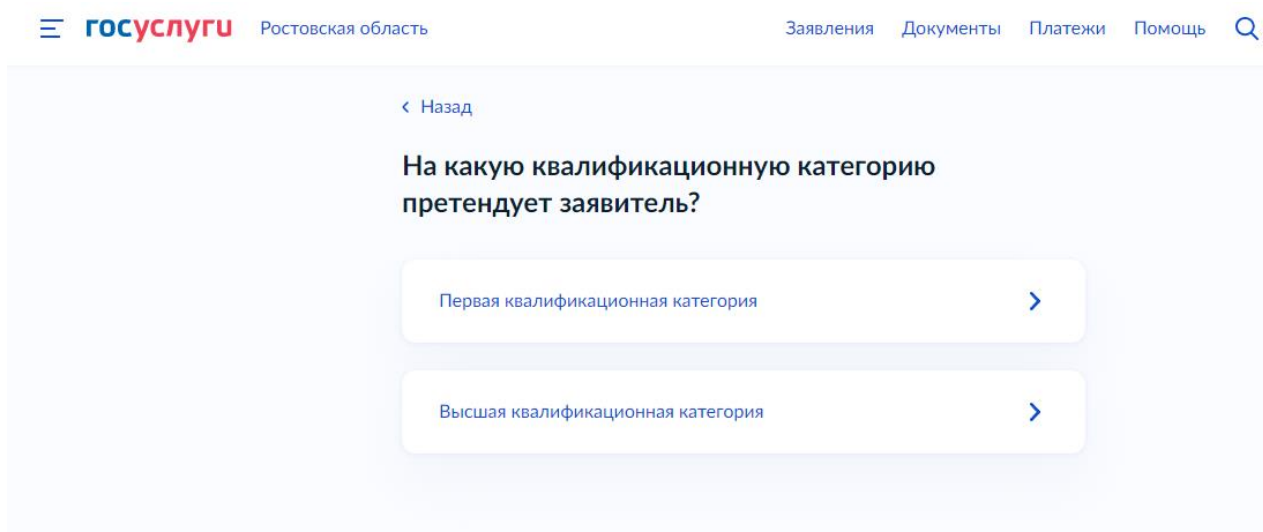 госуслуги Ростовская область Заявления Документы Платежи Помощь
Назад
На какую квалификационную категорию
претендует заявитель?
Первая квалификационная категория
Высшая квалификационная категория